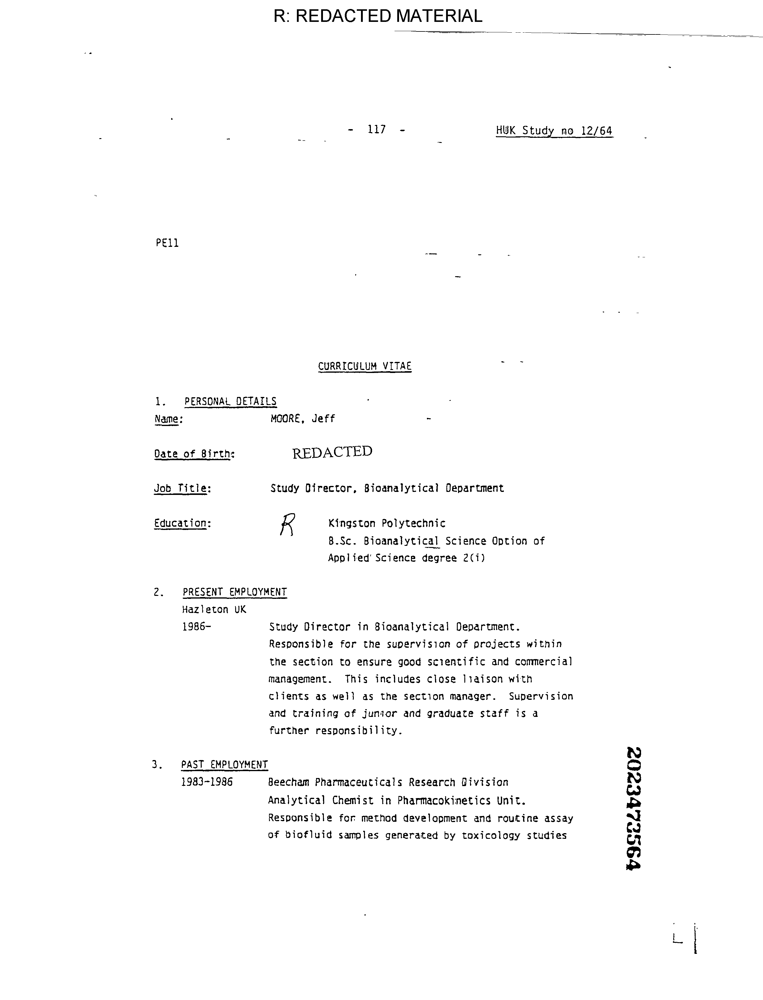 R: REDACTED MATERIAL
- 117 - HUK Study no 12/64
PE11
CURRICULUM VITAE
1. PERSONAL DETAILS
Name: MOORE, Jeff
Date of Birth: REDACTED
Job Title: Study Director, Bioanalytical Department
Education: R Kingston Polytechnic
B.Sc. Bioanalytical Science Option of
Applied Science degree 2(i)
2. PRESENT EMPLOYMENT
Hazleton UK
1986- Study Director in Bioanalytical Department.
Responsible for the supervision of projects within
the section to ensure good scientific and commercial
management. This includes close liaison with
clients as well as the section manager. Supervision
and training of junior and graduate staff is a
further responsibility.
3. PAST EMPLOYMENT
1983-1986 Beecham Pharmaceuticals Research Division
Analytical Chemist in Pharmacokinetics Unit.
Responsible for method development and routine assay
of biofluid samples generated by toxicology studies
2023473564